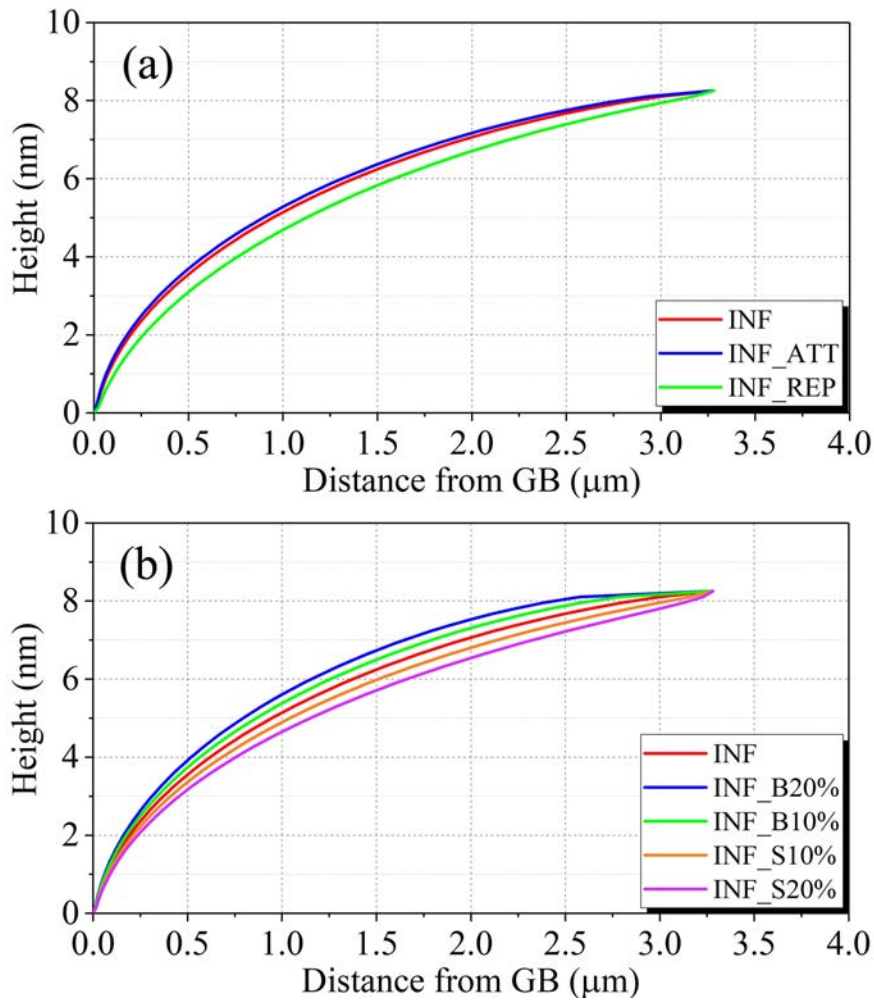 (a)
Height (nm)
10
8
6
4
2
0
INF
INF_ATT
INF_REP
0.0 0.5 1.0 1.5 2.0 2.5 3.0 3.5 4.0
Distance from GB (μm)
(b)
Height (nm)
10
8
6
4
2
0
INF
INF_B20%
INF_B10%
INF_S10%
INF_S20%
0.0 0.5 1.0 1.5 2.0 2.5 3.0 3.5 4.0
Distance from GB (μm)